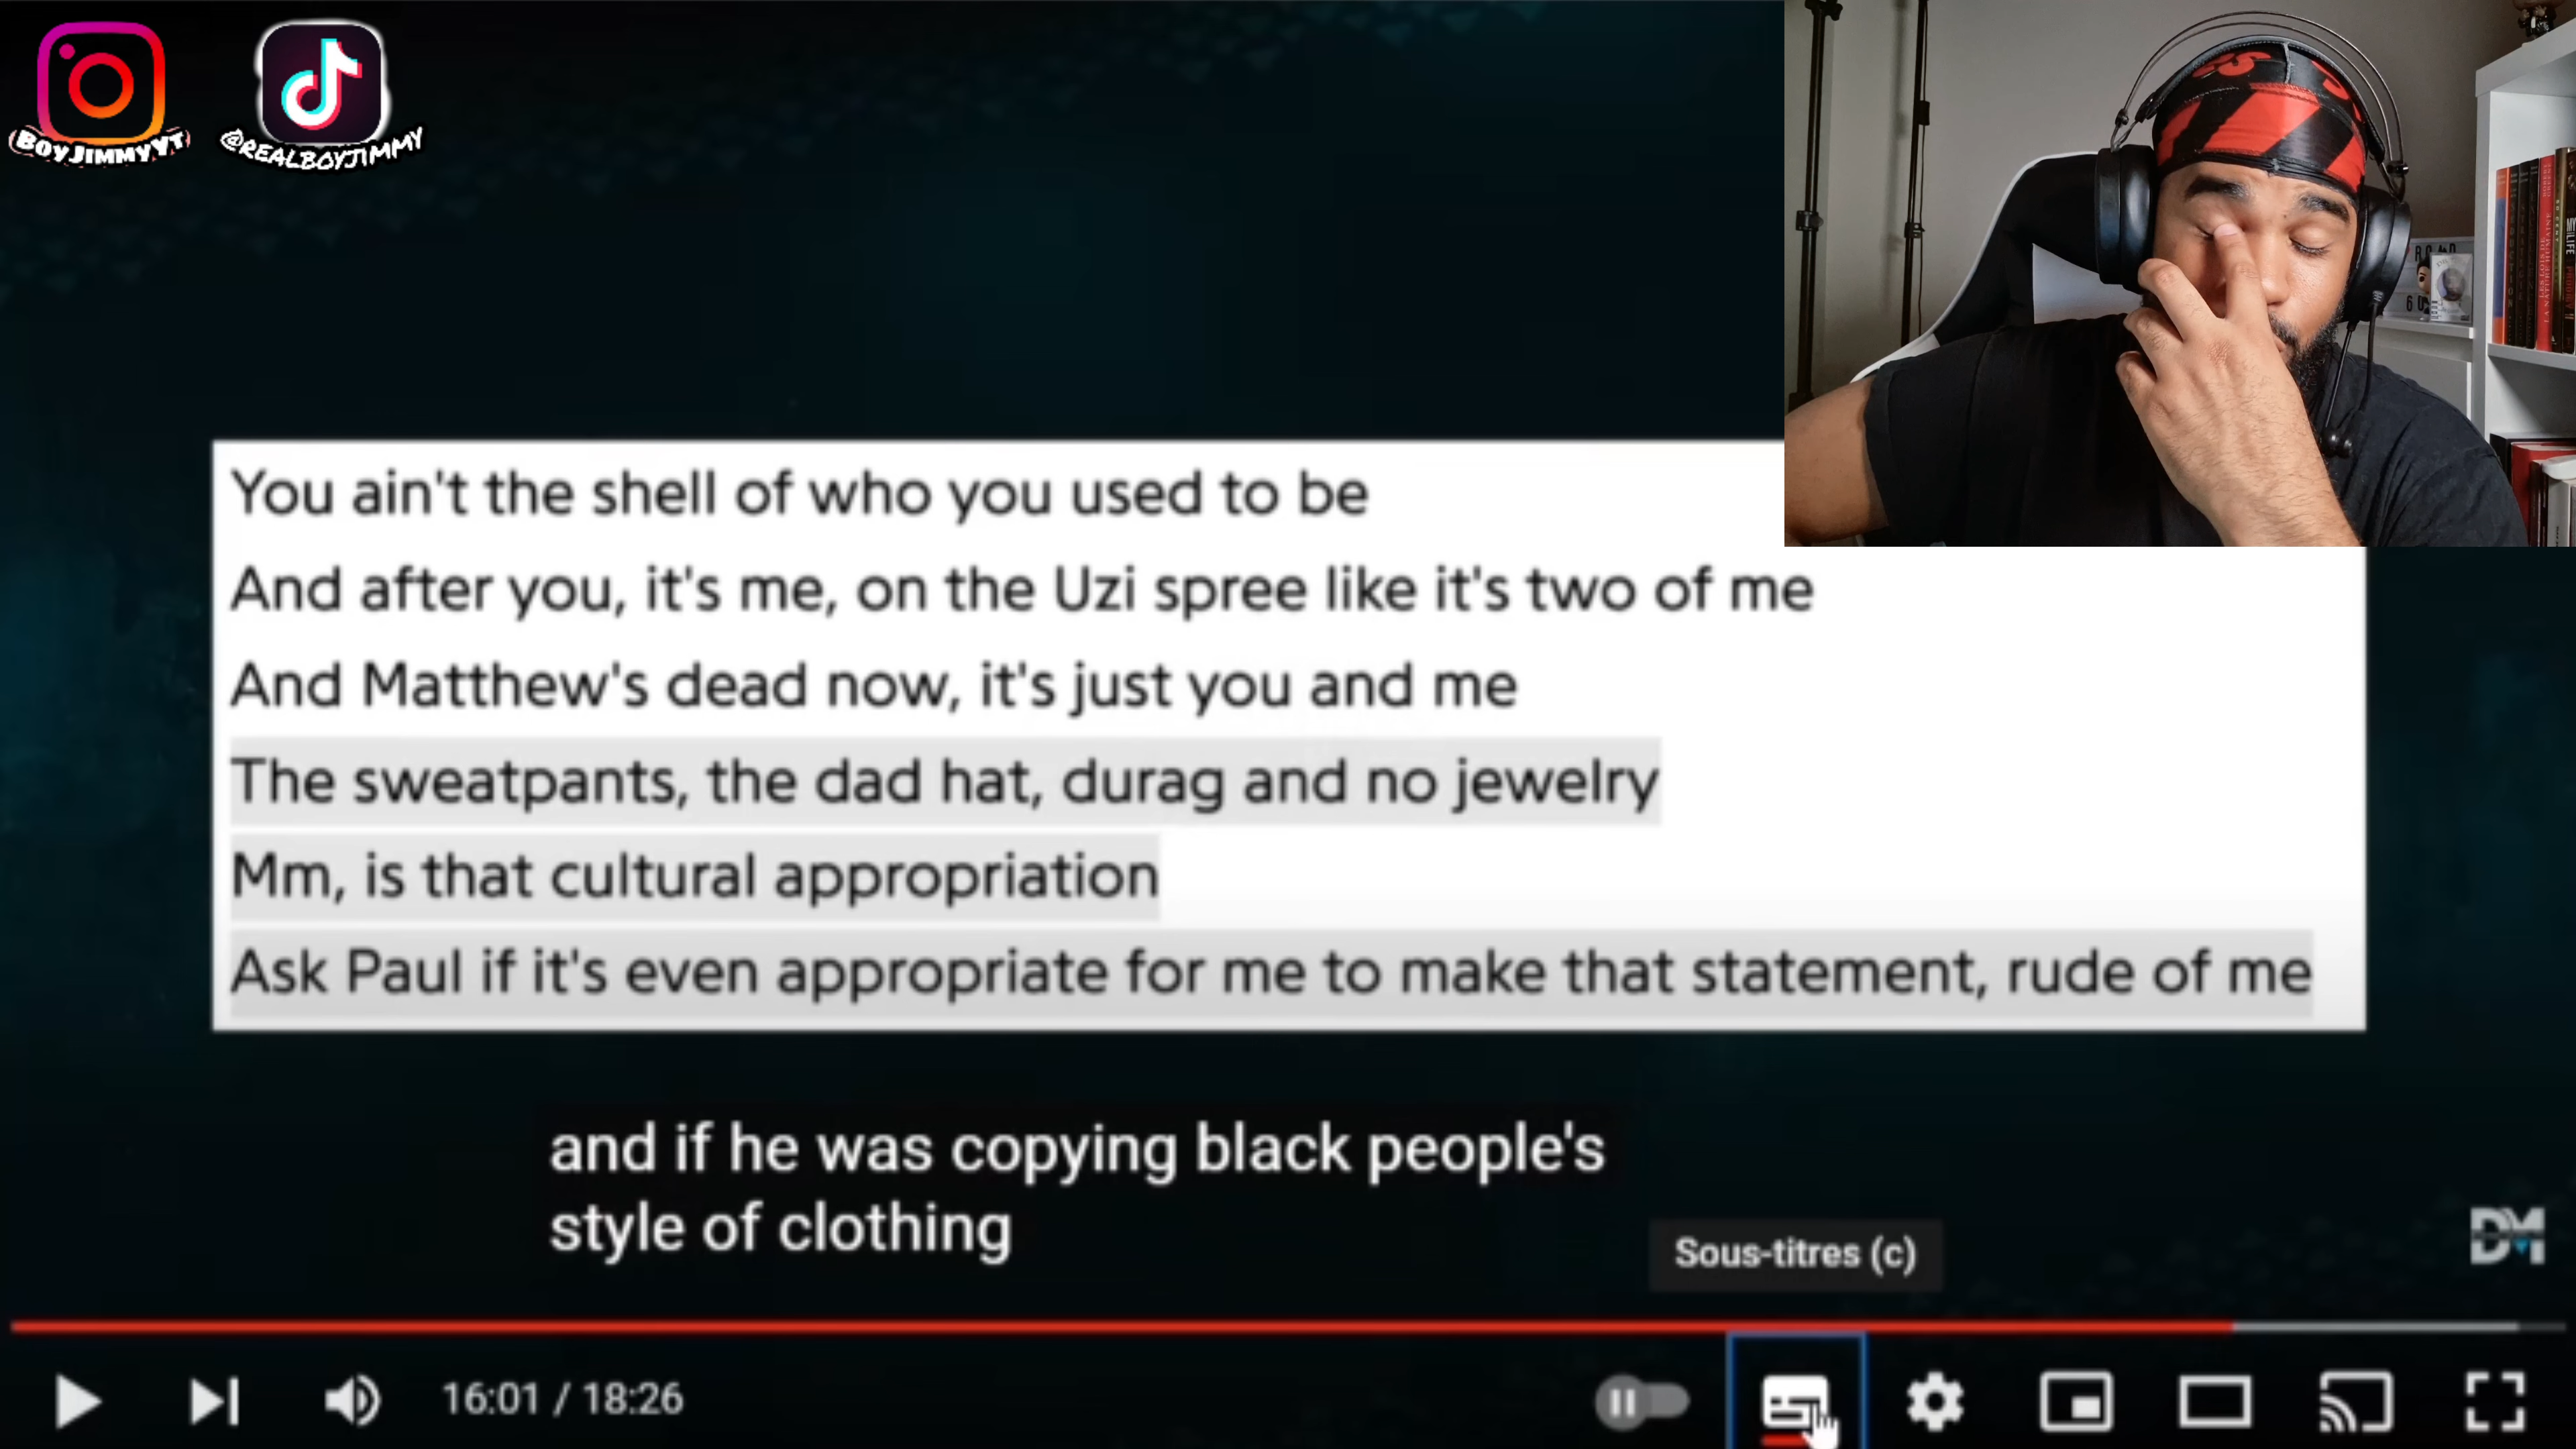 BOYJIMMYYT
@REALBOYJIMMY
You ain't the shell of who you used to be
And after you, it's me, on the Uzi spree like it's two of me
And Matthew's dead now, it's just you and me
The sweatpants, the dad hat, durag and no jewelry
Mm, is that cultural appropriation
Ask Paul if it's even appropriate for me to make that statement, rude of me
and if he was copying black people's
style of clothing
Sous-titres (c)
DM
16:01 / 18:26